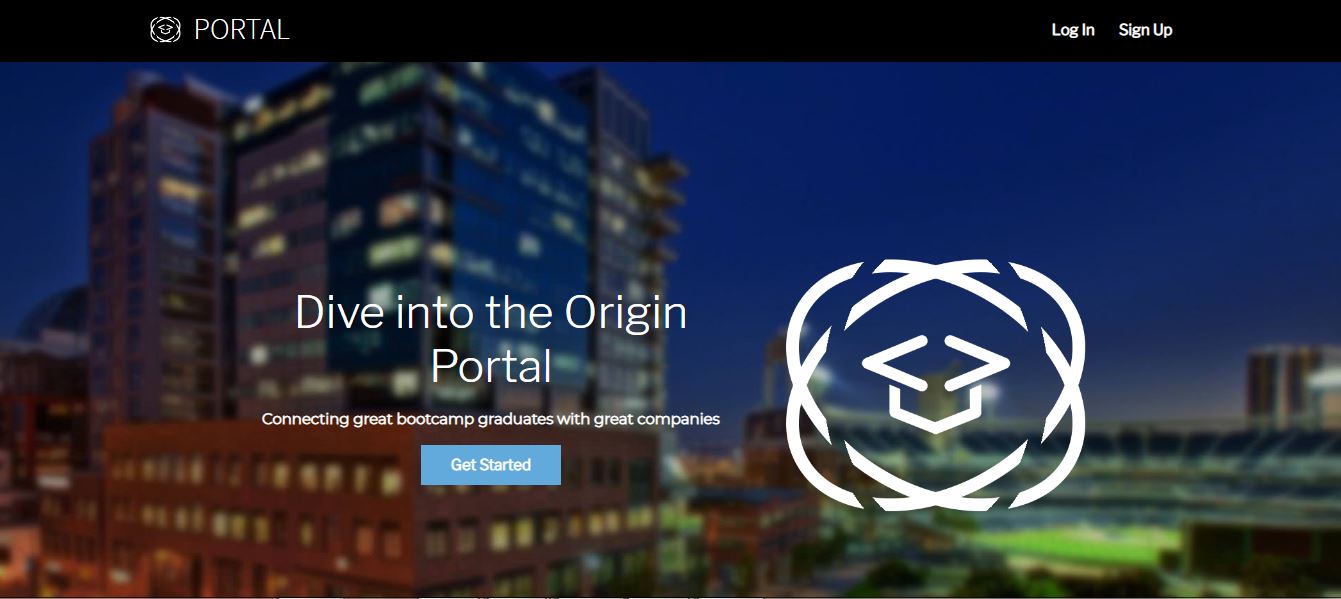 PORTAL
Log In
Sign Up
Dive into the Origin
Portal
Connecting great bootcamp graduates with great companies
Get Started